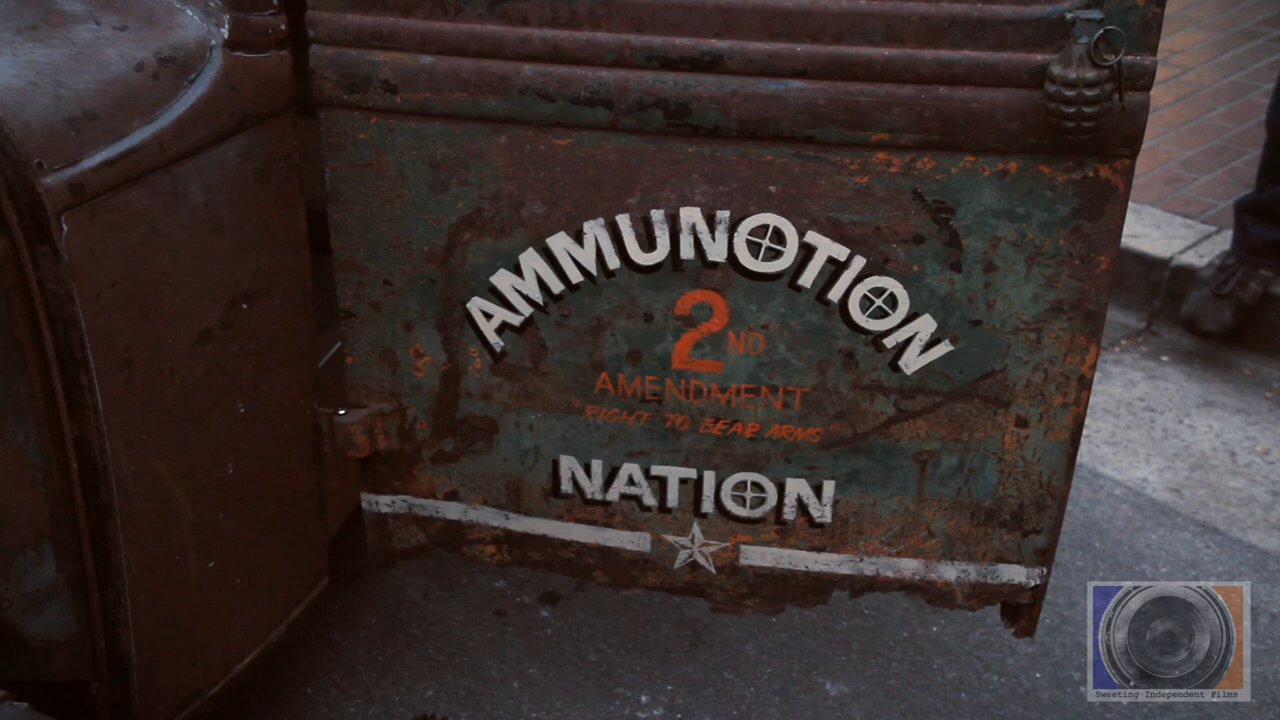 AMMUNOTION
2ND
AMENDMENT
"RIGHT TO BEAR ARMS"
NATION
Sweeting Independent Films